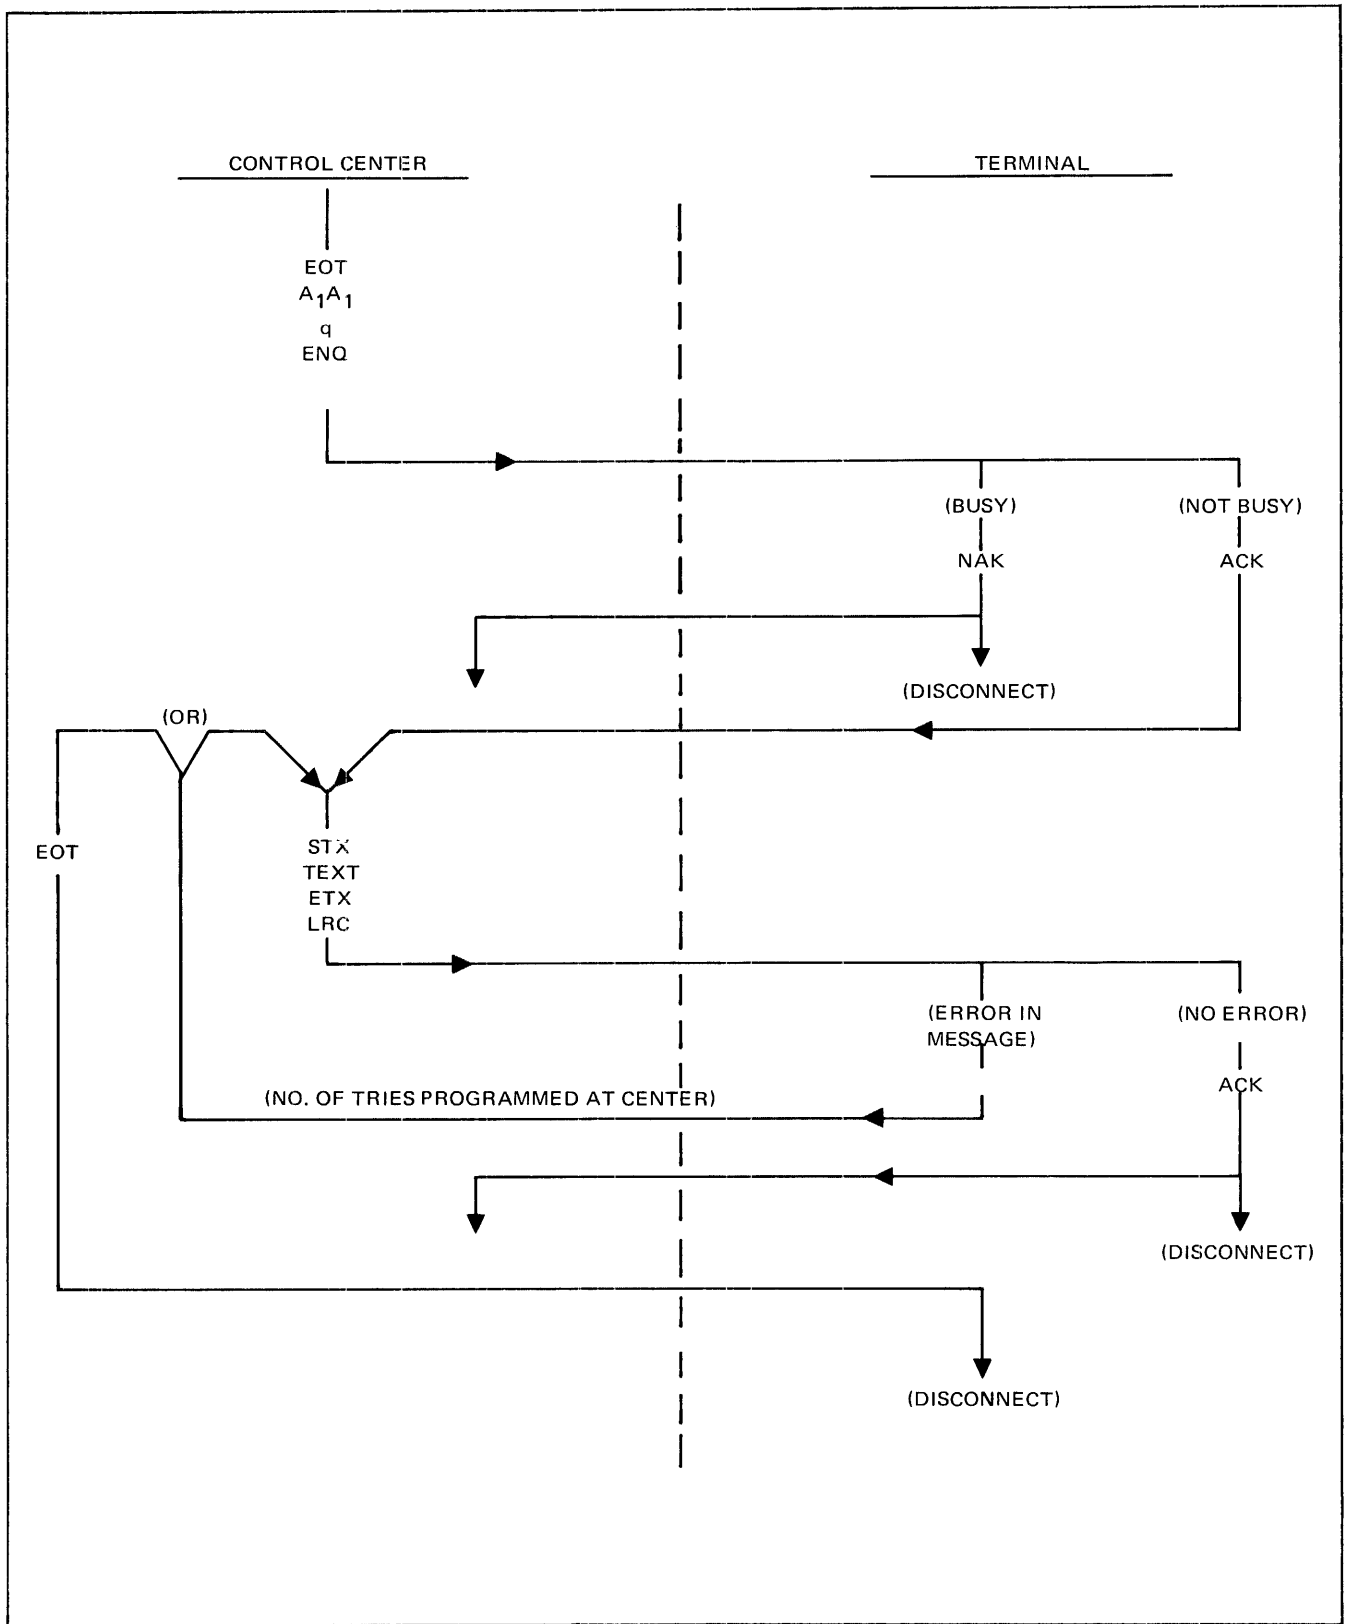 CONTROL CENTER
TERMINAL
EOT
A₁A₁
q
ENQ
(BUSY)
(NOT BUSY)
NAK
ACK
(DISCONNECT)
(OR)
EOT
STX
TEXT
ETX
LRC
(ERROR IN
MESSAGE)
(NO ERROR)
ACK
(NO. OF TRIES PROGRAMMED AT CENTER)
(DISCONNECT)
(DISCONNECT)